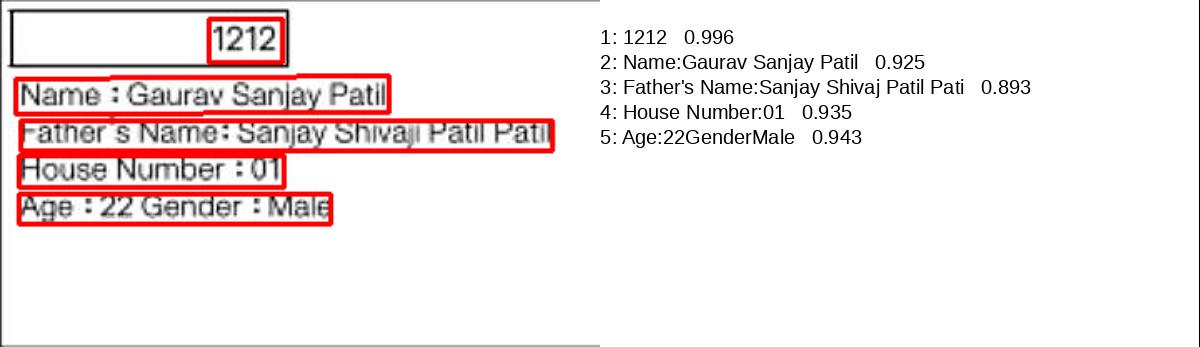 1212
Name : Gaurav Sanjay Patil
Father's Name: Sanjay Shivaji Patil Patil
House Number : 01
Age : 22 Gender : Male
1: 1212 0.996
2: Name:Gaurav Sanjay Patil 0.925
3: Father's Name:Sanjay Shivaj Patil Pati 0.893
4: House Number:01 0.935
5: Age:22GenderMale 0.943